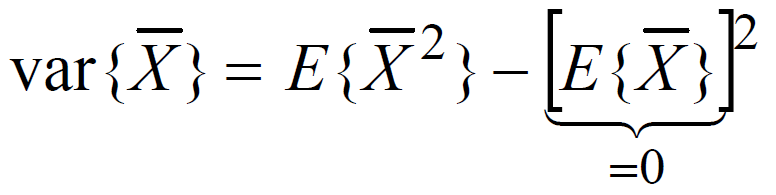 var{X̅} = E{X̅²} − [E{X̅}]²
=0